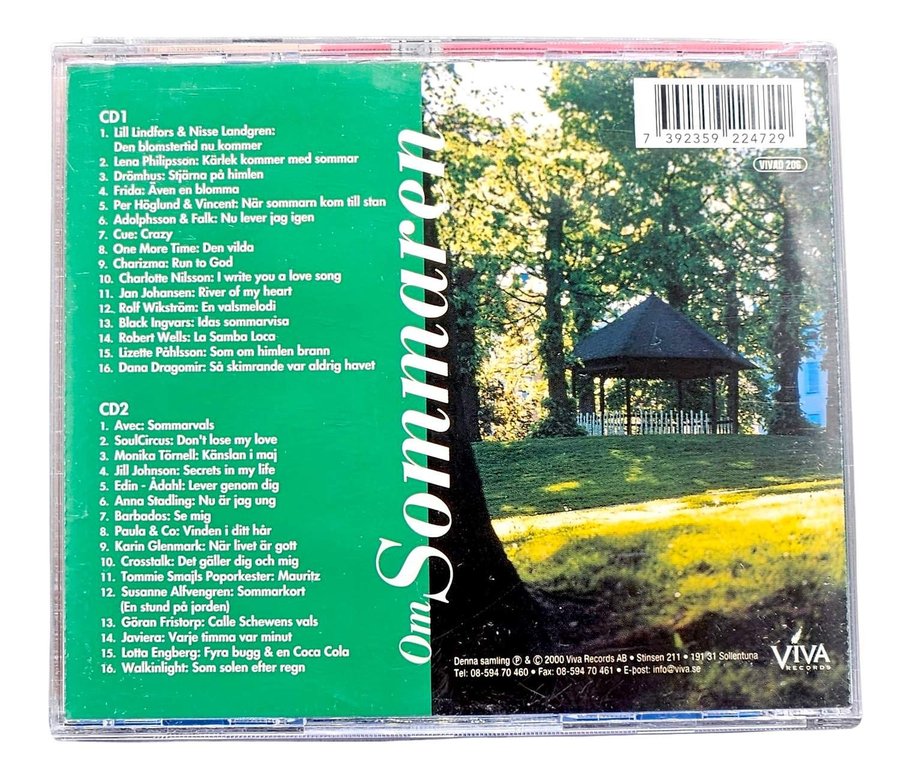 CD1
1. Lill Lindfors & Nisse Landgren:
Den blomstertid nu kommer
2. Lena Philipsson: Kärlek kommer med sommar
3. Drömhus: Stjärna på himlen
4. Frida: Även en blomma
5. Per Höglund & Vincent: När sommarn kom till stan
6. Adolphsson & Falk: Nu lever jag igen
7. Cue: Crazy
8. One More Time: Den vilda
9. Charizma: Run to God
10. Charlotte Nilsson: I write you a love song
11. Jan Johansen: River of my heart
12. Rolf Wikström: En valsmelodi
13. Black Ingvars: Idas sommarvisa
14. Robert Wells: La Samba Loca
15. Lizette Påhlsson: Som om himlen brann
16. Dana Dragomir: Så skimrande var aldrig havet
CD2
1. Avec: Sommarvals
2. SoulCircus: Don't lose my love
3. Monika Törnell: Känslan i maj
4. Jill Johnson: Secrets in my life
5. Edin - Ådahl: Lever genom dig
6. Anna Stadling: Nu är jag ung
7. Barbados: Se mig
8. Paula & Co: Vinden i ditt hår
9. Karin Glenmark: När livet är gott
10. Crosstalk: Det gäller dig och mig
11. Tommie Smajls Poporkester: Mauritz
12. Susanne Alfvengren: Sommarkort
(En stund på jorden)
13. Göran Fristorp: Calle Schewens vals
14. Javiera: Varje timma var minut
15. Lotta Engberg: Fyra bugg & en Coca Cola
16. Walkinlight: Som solen efter regn
Om Sommaren
7 392359 224729
VIVAD 206
Denna samling ℗ & © 2000 Viva Records AB • Stinsen 211 • 191 31 Sollentuna
Tel: 08-594 70 460 • Fax: 08-594 70 461 • E-post: info@viva.se
VIVA
RECORDS